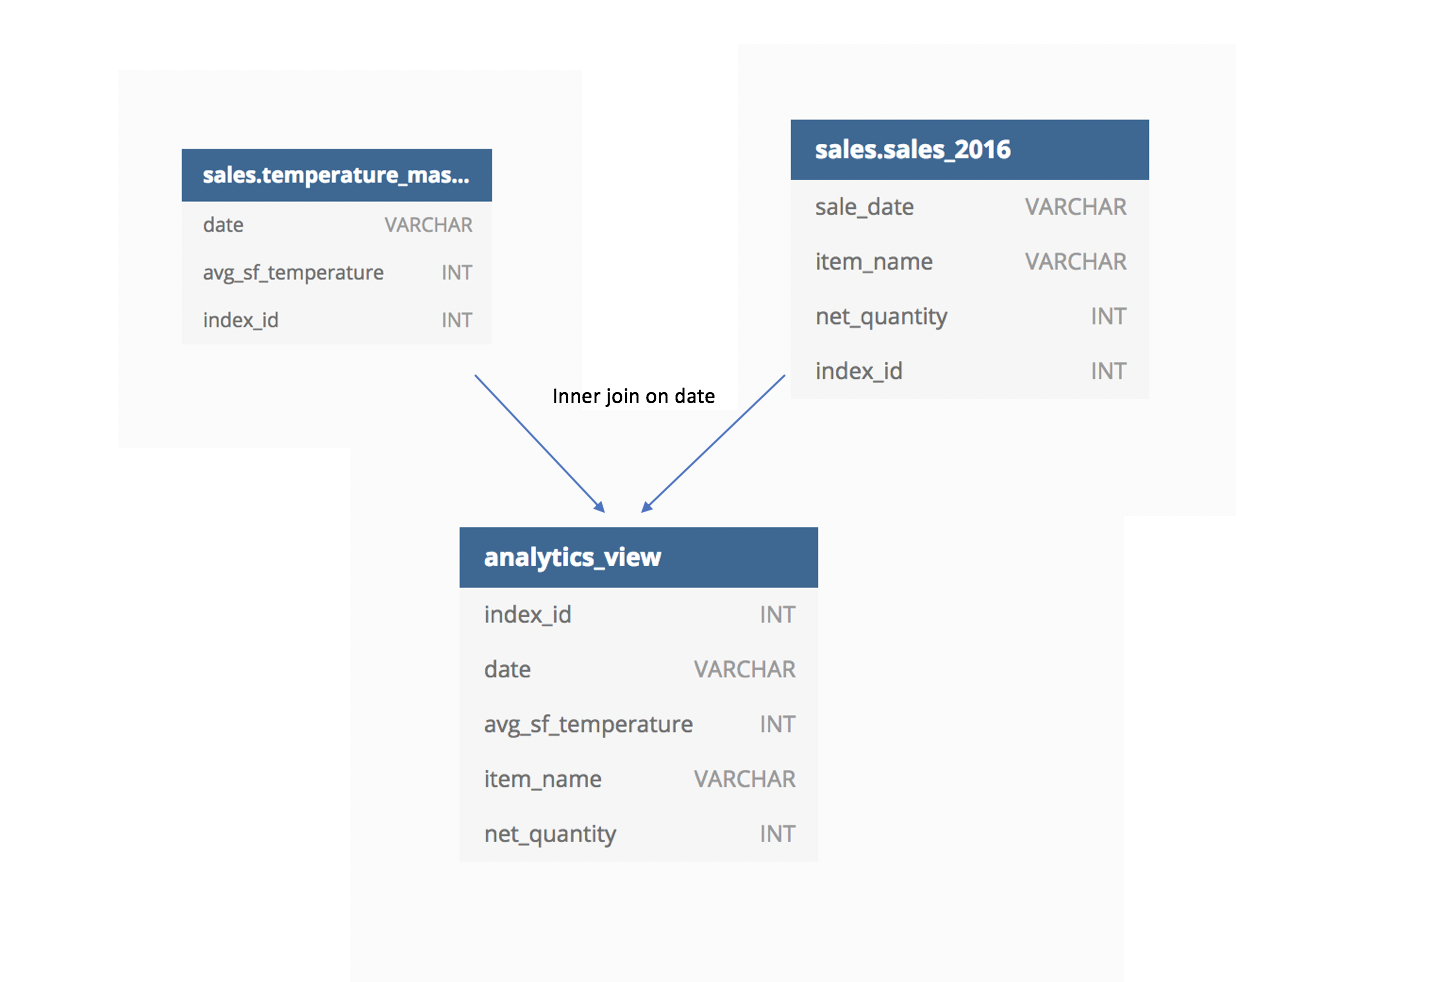 sales.temperature_mas...
date VARCHAR
avg_sf_temperature INT
index_id INT
sales.sales_2016
sale_date VARCHAR
item_name VARCHAR
net_quantity INT
index_id INT
Inner join on date
analytics_view
index_id INT
date VARCHAR
avg_sf_temperature INT
item_name VARCHAR
net_quantity INT